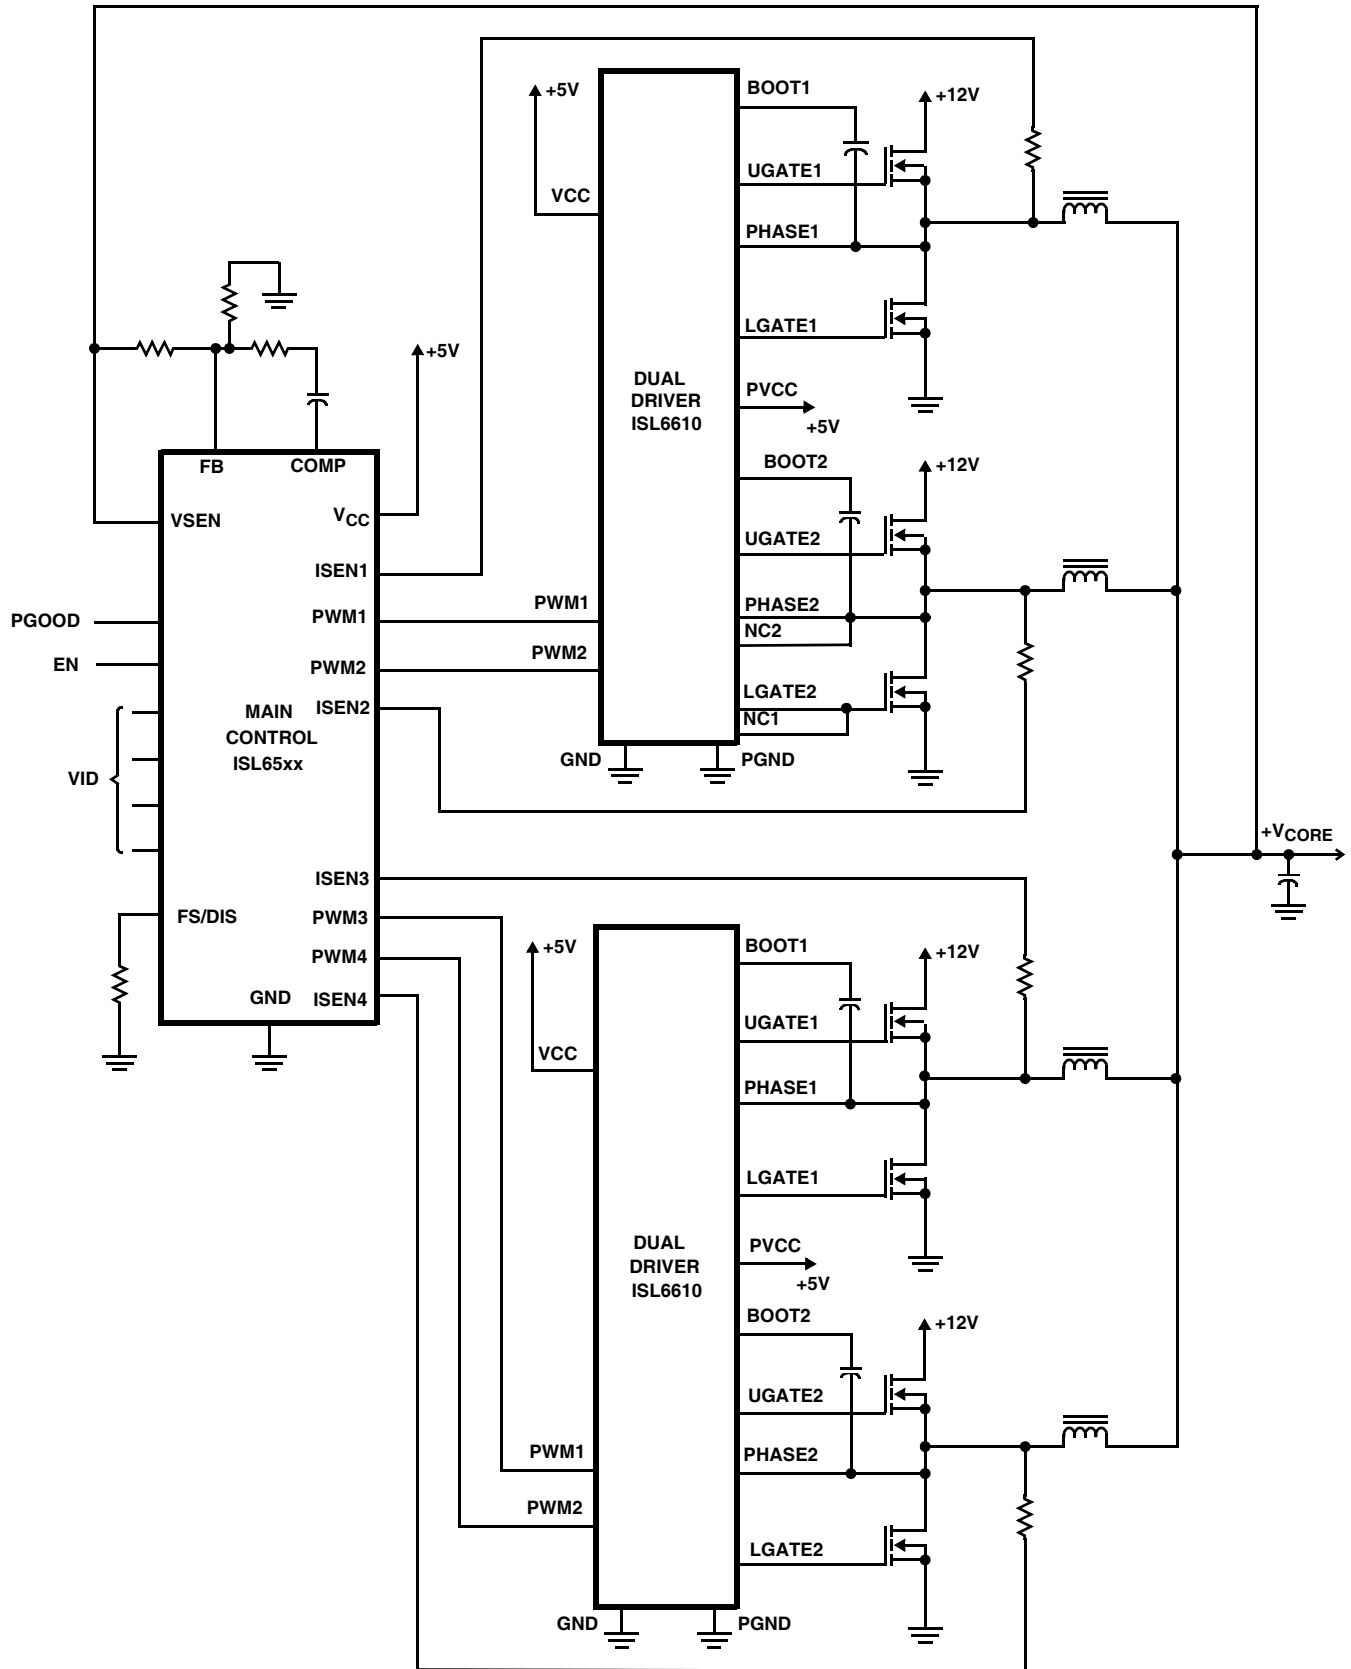 +5V
BOOT1
+12V
UGATE1
VCC
PHASE1
LGATE1
+5V
DUAL
DRIVER
ISL6610
PVCC
+5V
BOOT2
+12V
FB
COMP
VSEN
VCC
UGATE2
ISEN1
PWM1
PHASE2
PGOOD
PWM1
NC2
EN
PWM2
PWM2
LGATE2
ISEN2
NC1
MAIN
CONTROL
ISL65xx
VID
GND
PGND
+VCORE
ISEN3
FS/DIS
PWM3
+5V
BOOT1
+12V
PWM4
GND
ISEN4
UGATE1
VCC
PHASE1
LGATE1
DUAL
DRIVER
ISL6610
PVCC
+5V
BOOT2
+12V
UGATE2
PWM1
PHASE2
PWM2
LGATE2
GND
PGND